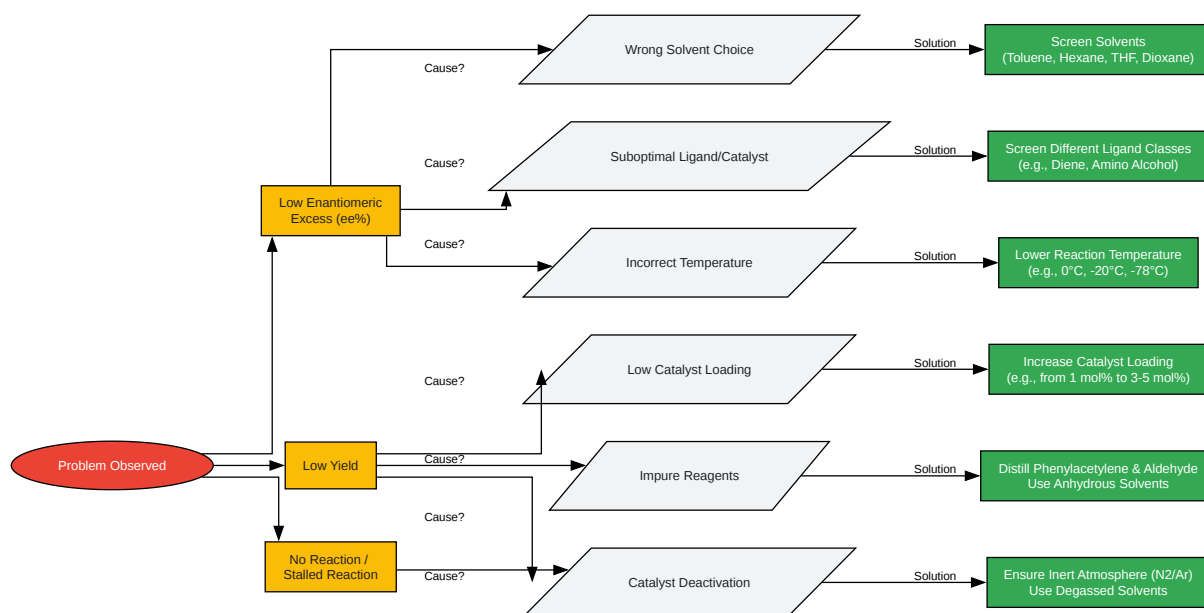 Wrong Solvent Choice
Solution
Screen Solvents
(Toluene, Hexane, THF, Dioxane)
Cause?
Suboptimal Ligand/Catalyst
Solution
Screen Different Ligand Classes
(e.g., Diene, Amino Alcohol)
Cause?
Low Enantiomeric
Excess (ee%)
Cause?
Incorrect Temperature
Solution
Lower Reaction Temperature
(e.g., 0°C, -20°C, -78°C)
Cause?
Low Catalyst Loading
Solution
Increase Catalyst Loading
(e.g., from 1 mol% to 3-5 mol%)
Problem Observed
Low Yield
Cause?
Impure Reagents
Solution
Distill Phenylacetylene & Aldehyde
Use Anhydrous Solvents
Cause?
No Reaction /
Stalled Reaction
Cause?
Catalyst Deactivation
Solution
Ensure Inert Atmosphere (N2/Ar)
Use Degassed Solvents